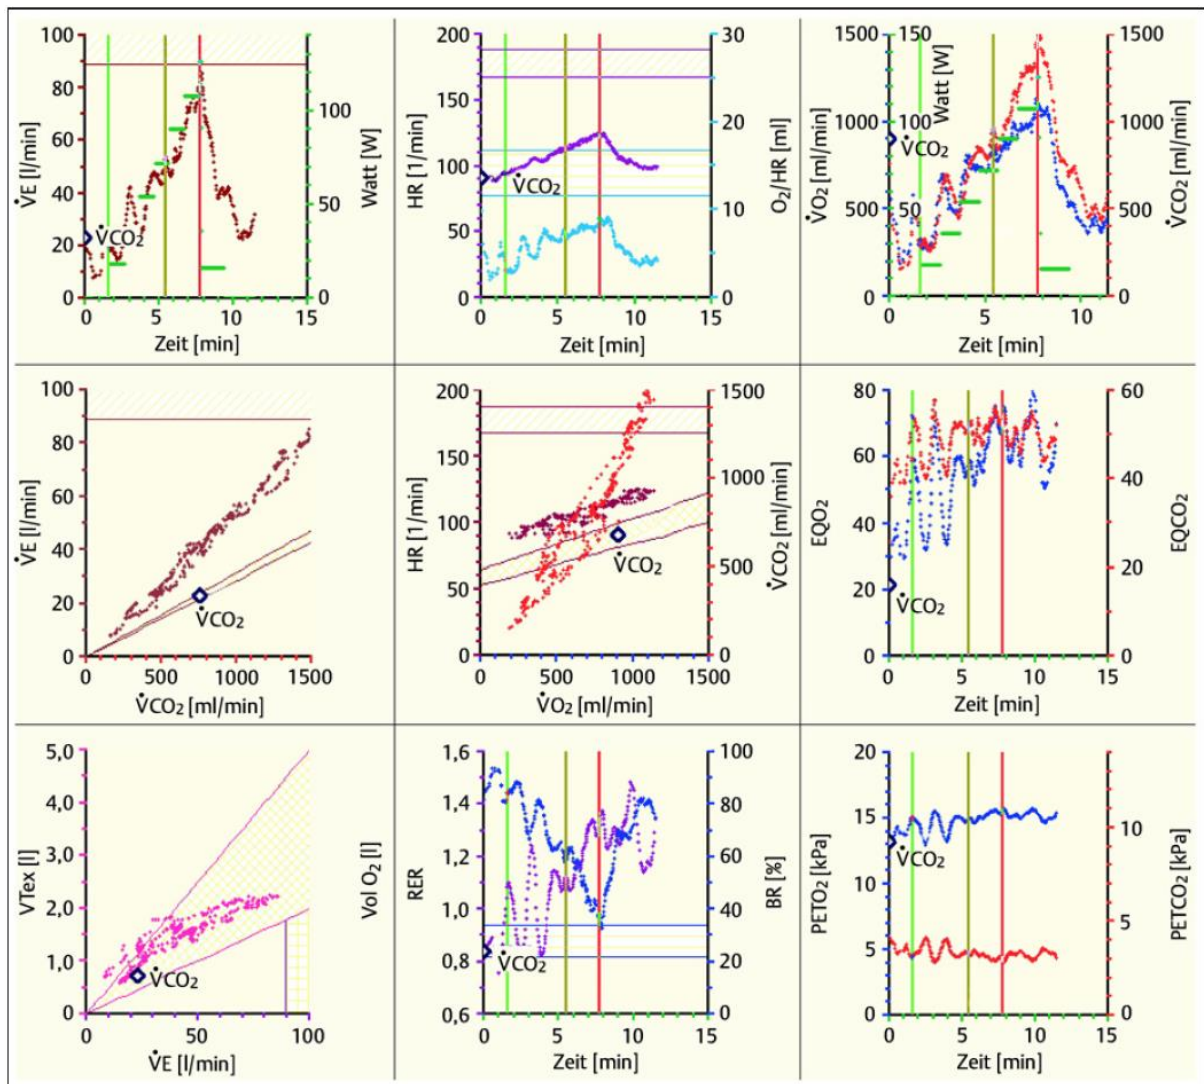 100
90
80
70
60
50
40
30
20
10
0
V̇E [l/min]
100
50
0
Watt [W]
V̇CO₂
0 5 10 15
Zeit [min]
200
150
100
50
0
HR [1/min]
30
20
10
0
O₂/HR [ml]
V̇CO₂
0 5 10 15
Zeit [min]
1500
1000
500
0
V̇O₂ [ml/min]
150
100
50
Watt [W]
V̇CO₂
1500
1000
500
0
V̇CO₂ [ml/min]
0 5 10
Zeit [min]
100
80
60
40
20
0
V̇E [l/min]
V̇CO₂
0 500 1000 1500
V̇CO₂ [ml/min]
200
150
100
50
0
HR [1/min]
1500
1000
500
0
V̇CO₂ [ml/min]
V̇CO₂
0 500 1000 1500
V̇O₂ [ml/min]
80
60
40
20
0
EQO₂
60
40
20
0
EQCO₂
V̇CO₂
0 5 10 15
Zeit [min]
5,0
4,0
3,0
2,0
1,0
0
VTex [l]
Vol O₂ [l]
V̇CO₂
0 50 100
V̇E [l/min]
1,6
1,4
1,2
1,0
0,8
0,6
RER
100
80
60
40
20
0
BR [%]
V̇CO₂
0 5 10 15
Zeit [min]
20
15
10
5
0
PETO₂ [kPa]
10
5
0
PETCO₂ [kPa]
V̇CO₂
0 5 10 15
Zeit [min]